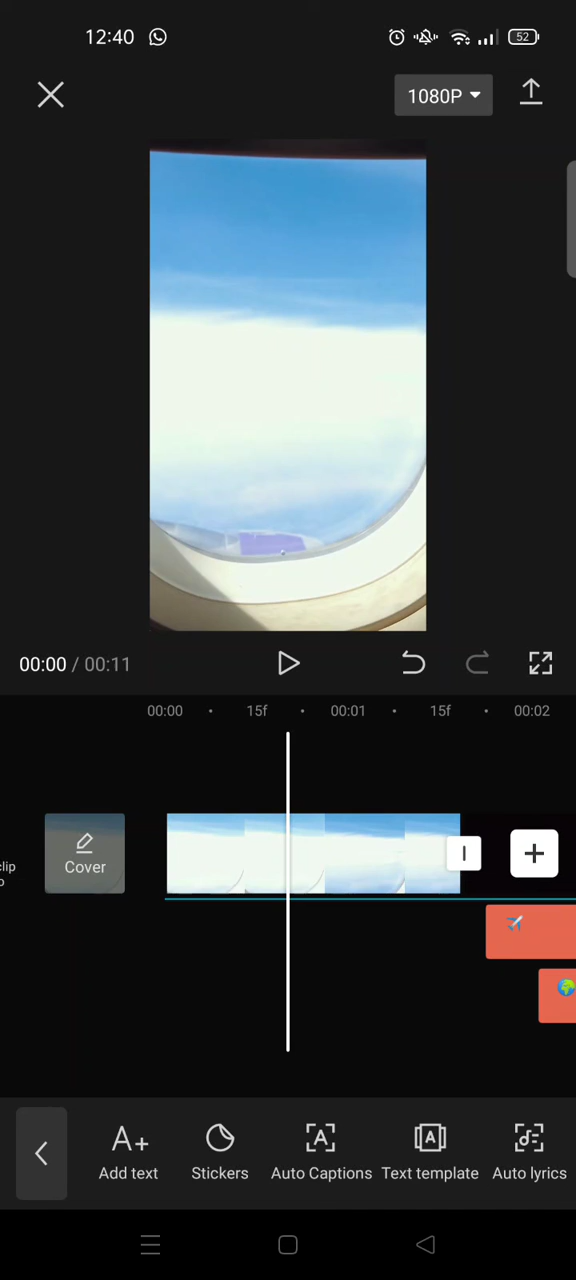 12:40
52
1080P
00:00 / 00:11
00:00 15f 00:01 15f 00:02
clip
Cover
Add text Stickers Auto Captions Text template Auto lyrics